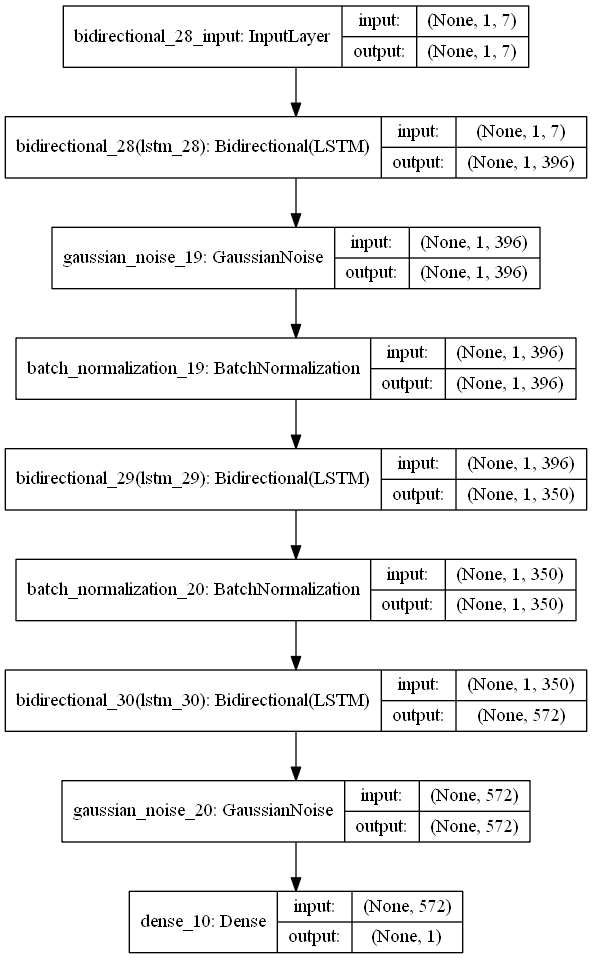 bidirectional_28_input: InputLayer input: (None, 1, 7)
output: (None, 1, 7)
bidirectional_28(lstm_28): Bidirectional(LSTM) input: (None, 1, 7)
output: (None, 1, 396)
gaussian_noise_19: GaussianNoise input: (None, 1, 396)
output: (None, 1, 396)
batch_normalization_19: BatchNormalization input: (None, 1, 396)
output: (None, 1, 396)
bidirectional_29(lstm_29): Bidirectional(LSTM) input: (None, 1, 396)
output: (None, 1, 350)
batch_normalization_20: BatchNormalization input: (None, 1, 350)
output: (None, 1, 350)
bidirectional_30(lstm_30): Bidirectional(LSTM) input: (None, 1, 350)
output: (None, 572)
gaussian_noise_20: GaussianNoise input: (None, 572)
output: (None, 572)
dense_10: Dense input: (None, 572)
output: (None, 1)